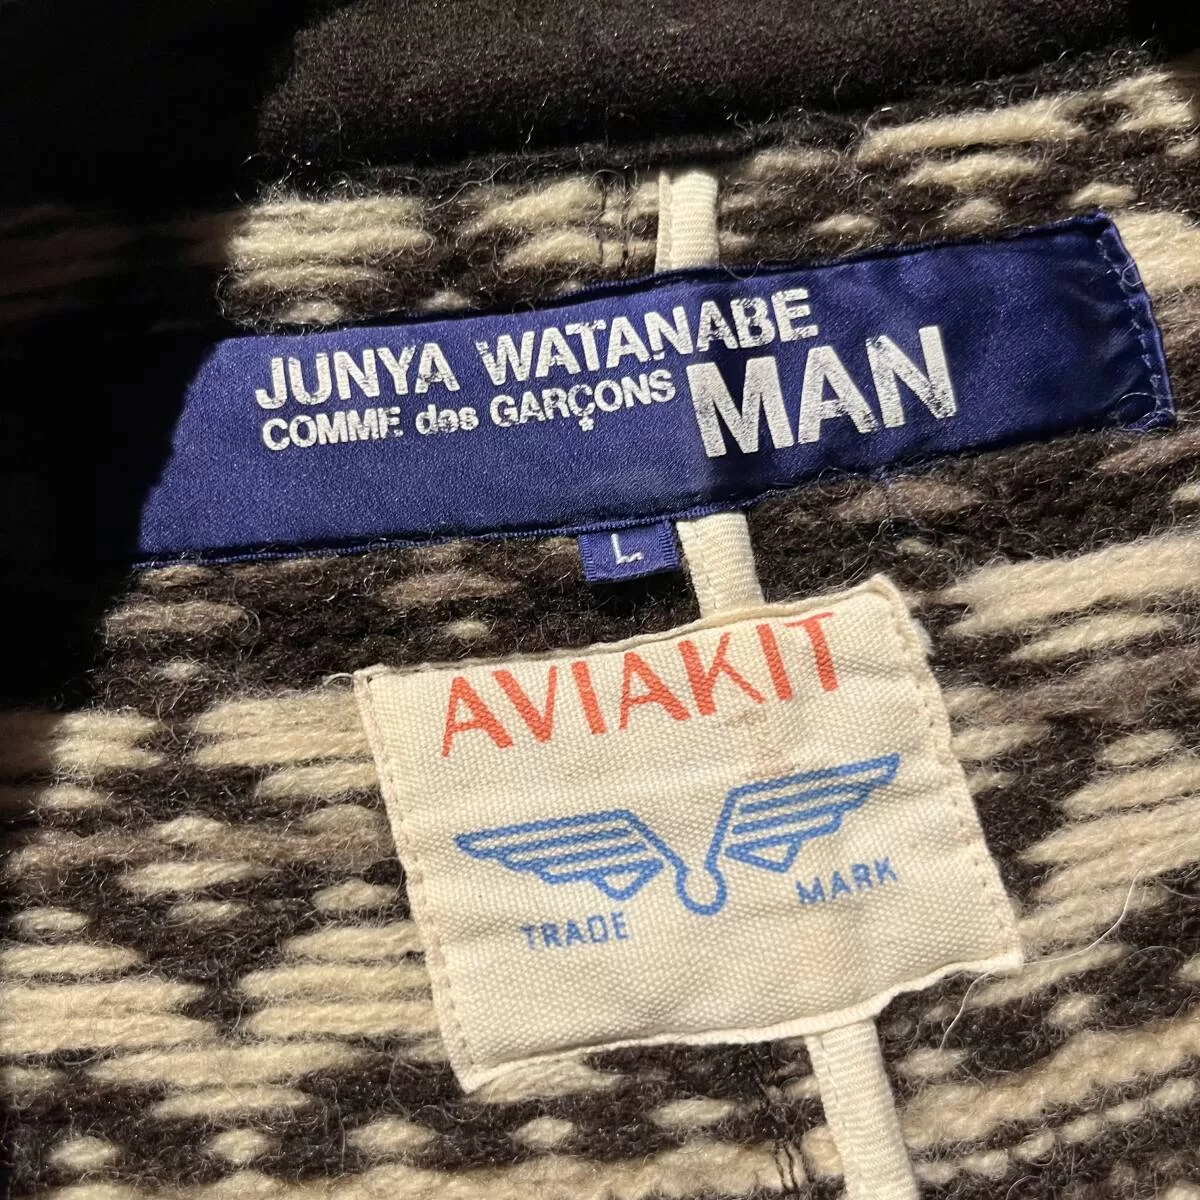 JUNYA WATANABE
COMME des GARÇONS MAN
L
AVIAKIT
TRADE MARK